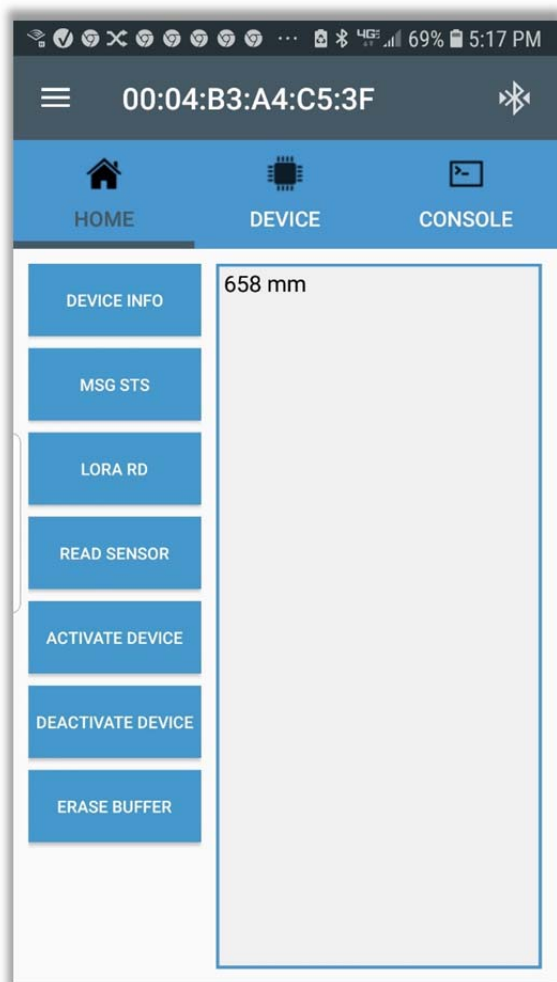 69% 5:17 PM
00:04:B3:A4:C5:3F
HOME DEVICE CONSOLE
DEVICE INFO
658 mm
MSG STS
LORA RD
READ SENSOR
ACTIVATE DEVICE
DEACTIVATE DEVICE
ERASE BUFFER